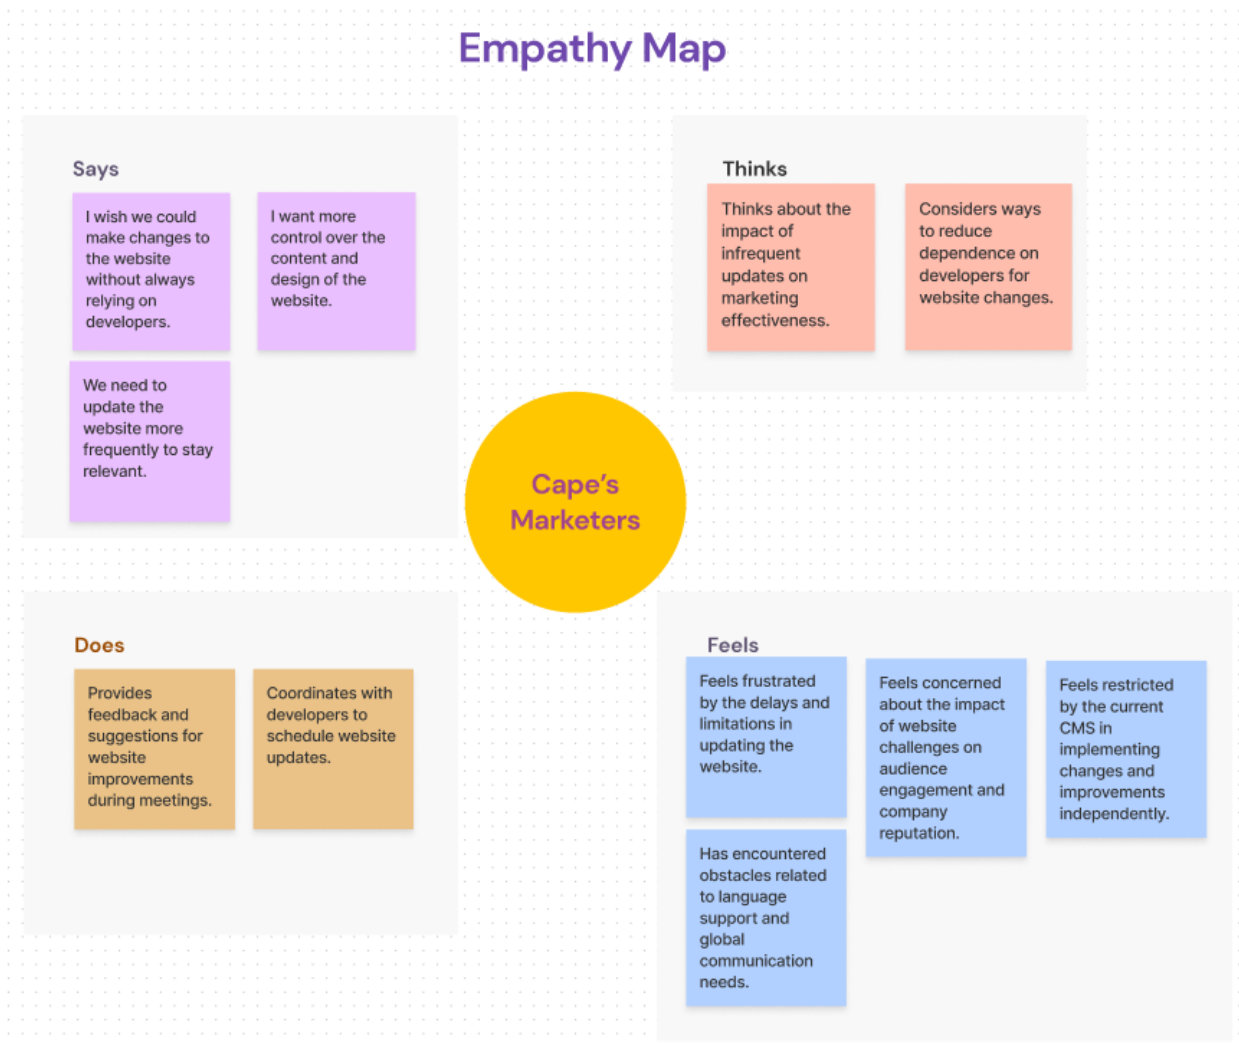 Empathy Map
Says
I wish we could
make changes to
the website
without always
relying on
developers.
I want more
control over the
content and
design of the
website.
We need to
update the
website more
frequently to stay
relevant.
Thinks
Thinks about the
impact of
infrequent
updates on
marketing
effectiveness.
Considers ways
to reduce
dependence on
developers for
website changes.
Cape's
Marketers
Does
Provides
feedback and
suggestions for
website
improvements
during meetings.
Coordinates with
developers to
schedule website
updates.
Feels
Feels frustrated
by the delays and
limitations in
updating the
website.
Feels concerned
about the impact
of website
challenges on
audience
engagement and
company
reputation.
Feels restricted
by the current
CMS in
implementing
changes and
improvements
independently.
Has encountered
obstacles related
to language
support and
global
communication
needs.